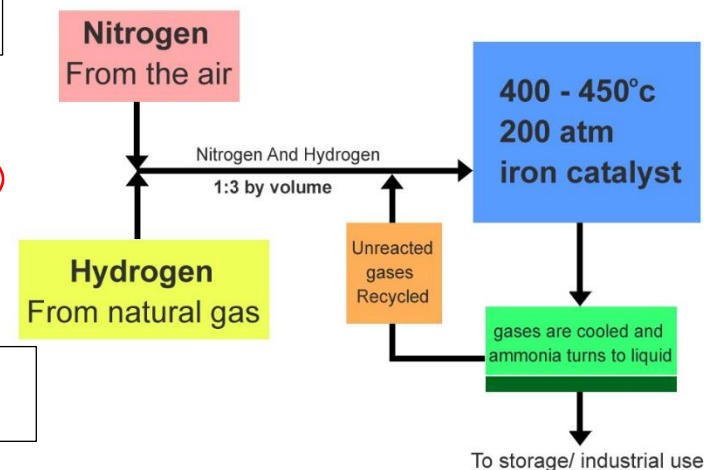 Nitrogen
From the air
Nitrogen And Hydrogen
1:3 by volume
400 - 450°c
200 atm
iron catalyst
)
Hydrogen
From natural gas
Unreacted
gases
Recycled
gases are cooled and
ammonia turns to liquid
To storage/ industrial use